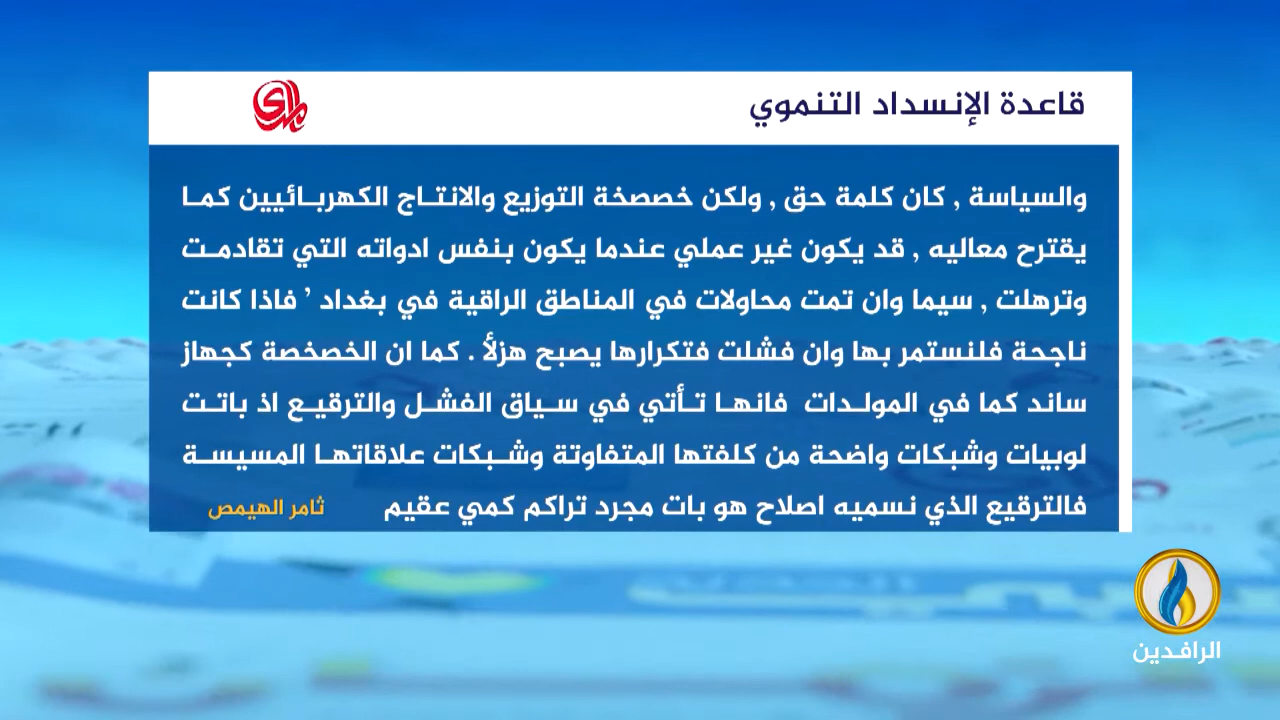 قاعدة الإنسداد التنموي
المدى
والسياسة , كان كلمة حق , ولكن خصصخة التوزيع والانتاج الكهربائيين كما
يقترح معاليه , قد يكون غير عملي عندما يكون بنفس ادواته التي تقادمت
وترهلت , سيما وان تمت محاولات في المناطق الراقية في بغداد ’ فاذا كانت
ناجحة فلنستمر بها وان فشلت فتكرارها يصبح هزلاً . كما ان الخصخصة كجهاز
ساند كما في المولدات فانها تأتي في سياق الفشل والترقيع اذ باتت
لوبيات وشبكات واضحة من كلفتها المتفاوتة وشبكات علاقاتها المسيسة
فالترقيع الذي نسميه اصلاح هو بات مجرد تراكم كمي عقيم
ثامر الهيمص
الرافدين